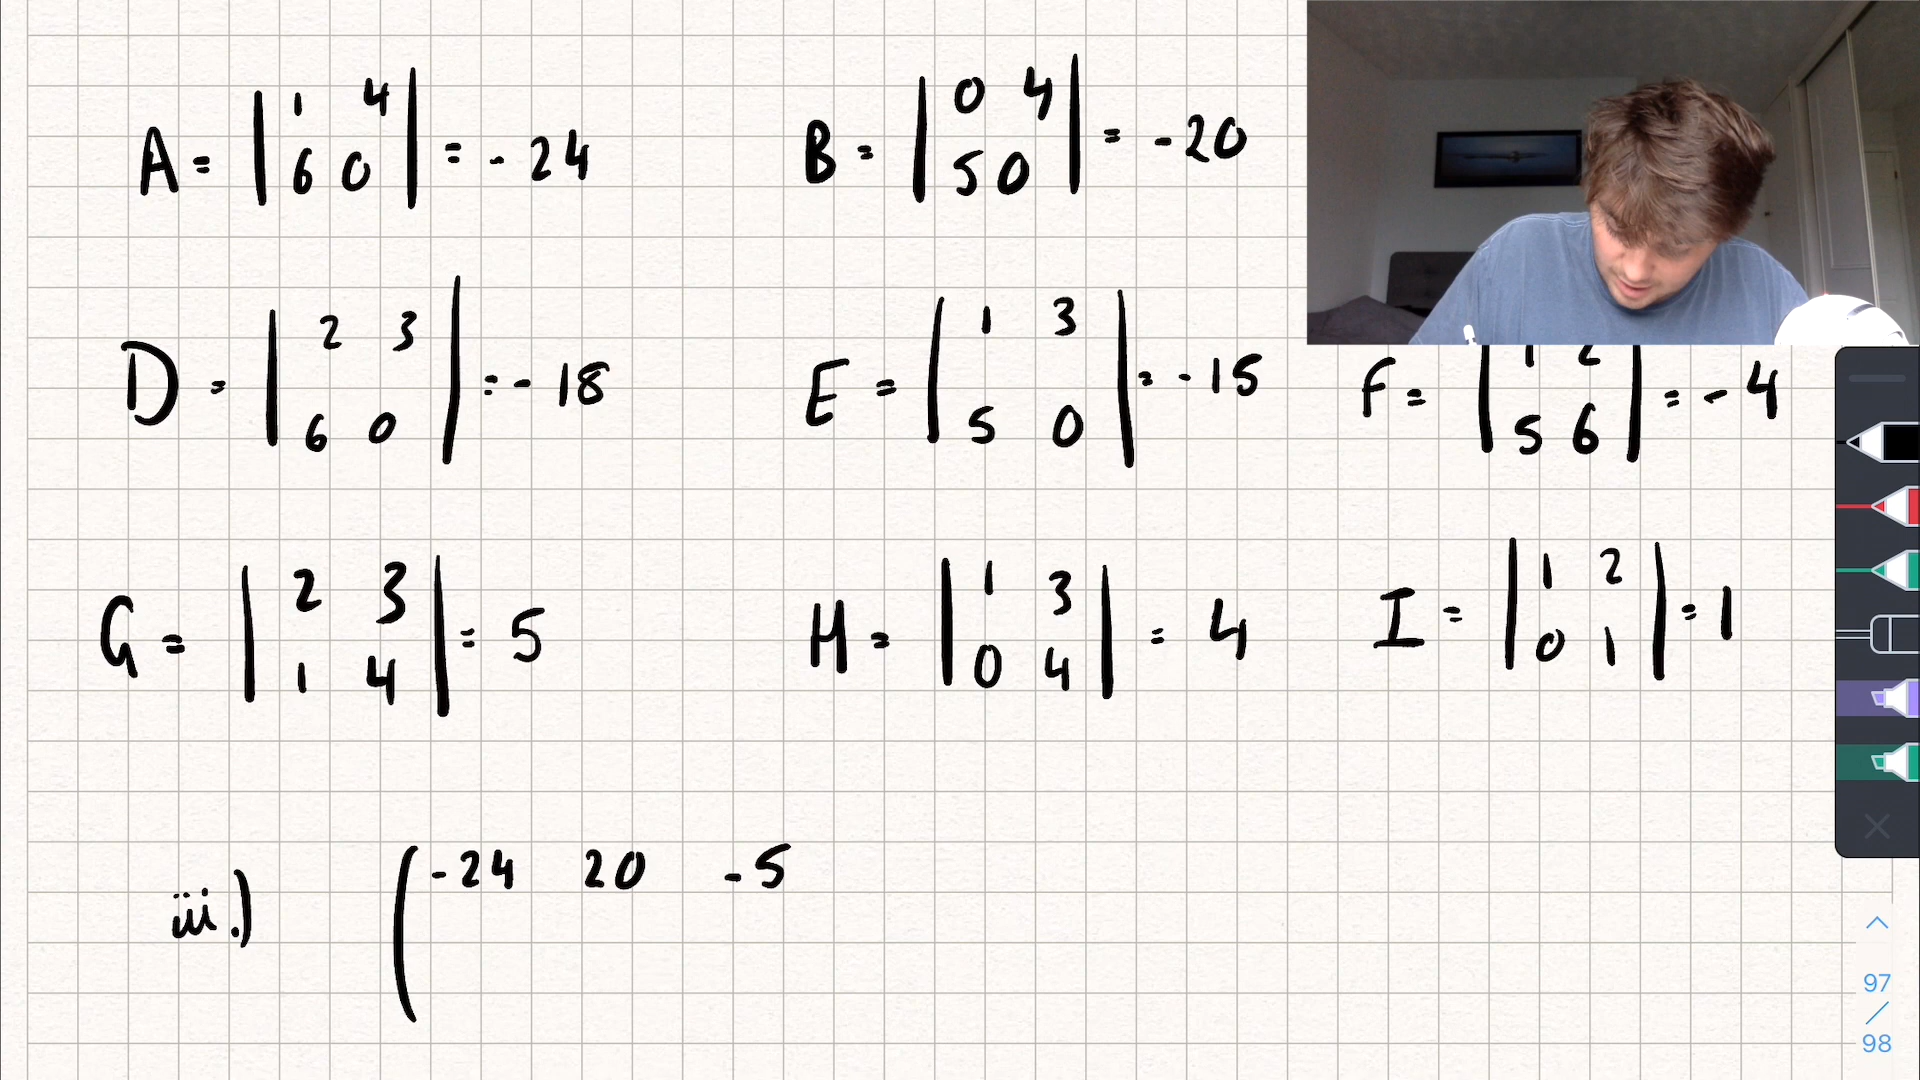 A = | 1 4 | = - 24
| 6 0 |
B = | 0 4 | = -20
| 5 0 |
D = | 2 3 | = - 18
| 6 0 |
E = | 1 3 | = - 15
| 5 0 |
F = | 1 2 | = - 4
| 5 6 |
G = | 2 3 | = 5
| 1 4 |
H = | 1 3 | = 4
| 0 4 |
I = | 1 2 | = 1
| 0 1 |
iii.) ( -24 20 -5
97
/
98